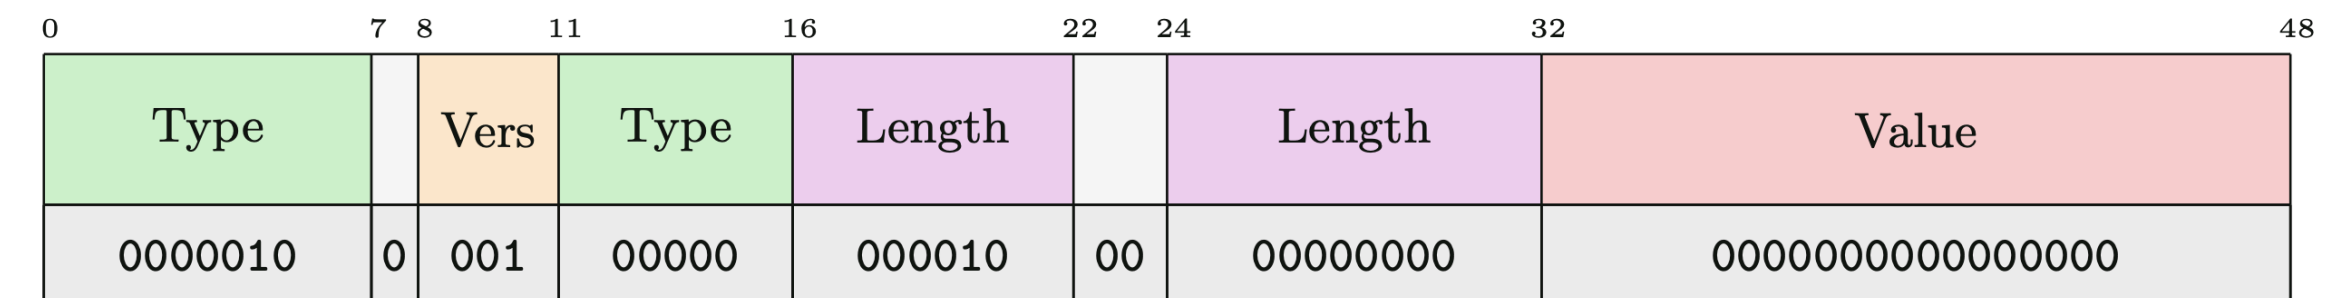 0 7 8 11 16 22 24 32 48
Type Vers Type Length Length Value
0000010 0 001 00000 000010 00 00000000 0000000000000000